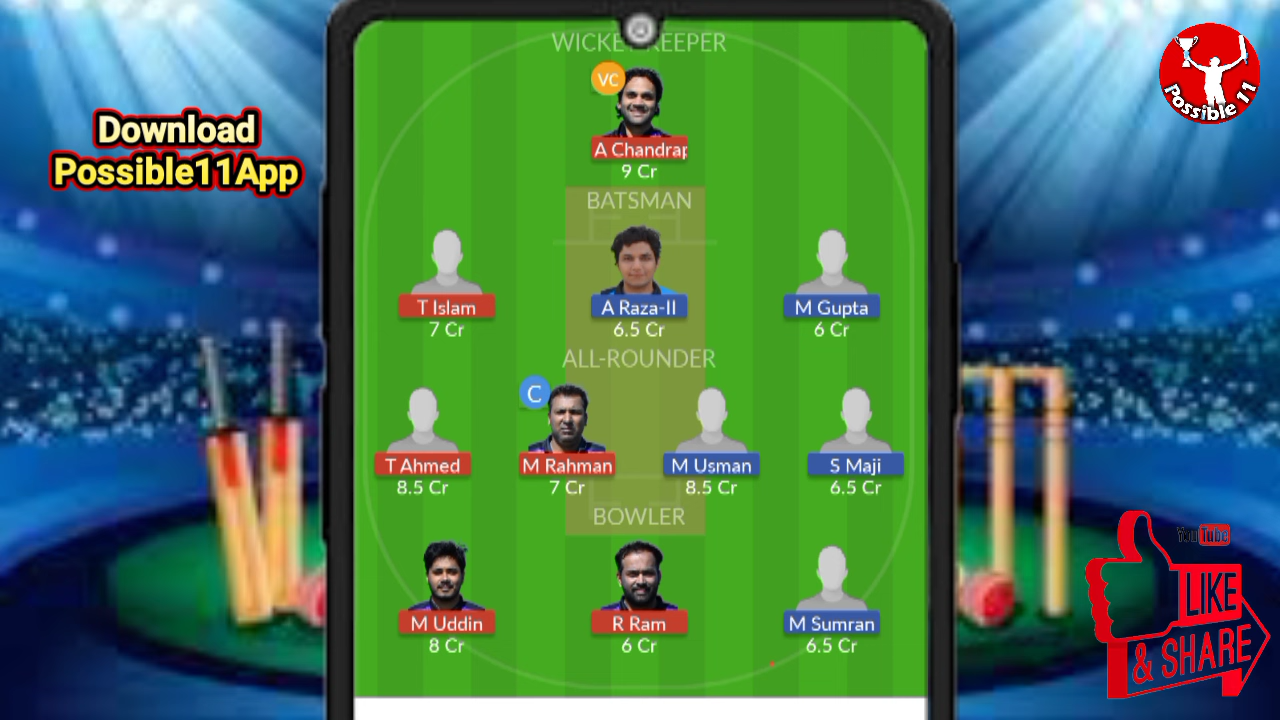 WICKET KEEPER
VC
A Chandrap
9 Cr
Download
Possible11App
Possible 11
BATSMAN
T Islam
7 Cr
A Raza-II
6.5 Cr
M Gupta
6 Cr
ALL-ROUNDER
C
T Ahmed
8.5 Cr
M Rahman
7 Cr
M Usman
8.5 Cr
S Maji
6.5 Cr
BOWLER
M Uddin
8 Cr
R Ram
6 Cr
M Sumran
6.5 Cr
YouTube
LIKE
& SHARE